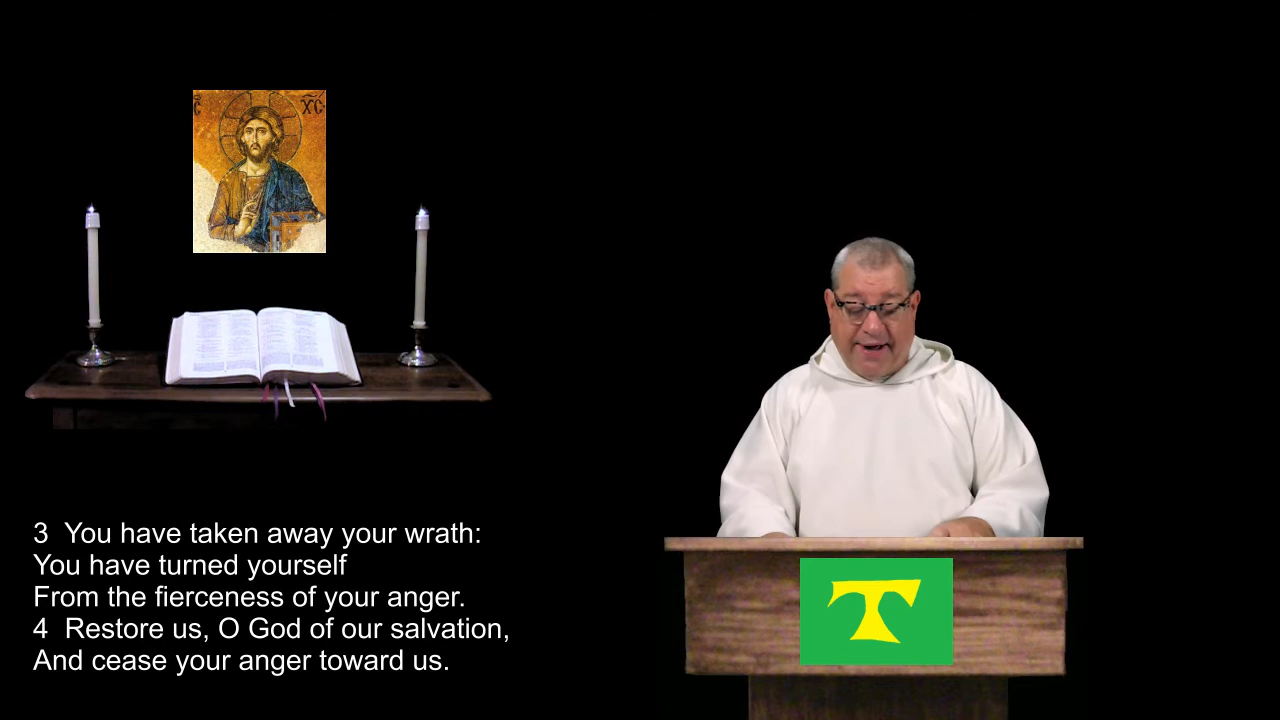 XC
3 You have taken away your wrath:
You have turned yourself
From the fierceness of your anger.
4 Restore us, O God of our salvation,
And cease your anger toward us.